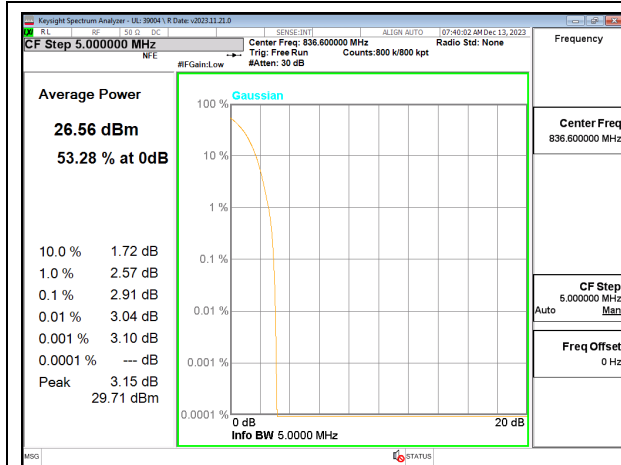 Keysight Spectrum Analyzer - UL: 39004 \ R Date: v2023.11.21.0
LXI RL RF 50 Ω DC SENSE:INT ALIGN AUTO 07:40:02 AM Dec 13, 2023
CF Step 5.000000 MHz
NFE
#IFGain:Low
Center Freq: 836.600000 MHz
Trig: Free Run
#Atten: 30 dB
Counts:800 k/800 kpt
Radio Std: None
Frequency
Average Power
26.56 dBm
53.28 % at 0dB
10.0 % 1.72 dB
1.0 % 2.57 dB
0.1 % 2.91 dB
0.01 % 3.04 dB
0.001 % 3.10 dB
0.0001 % --- dB
Peak 3.15 dB
29.71 dBm
Gaussian
100 %
10 %
1 %
0.1 %
0.01 %
0.001 %
0.0001 %
0 dB 20 dB
Info BW 5.0000 MHz
Center Freq
836.600000 MHz
CF Step
5.000000 MHz
Auto Man
Freq Offset
0 Hz
MSG STATUS